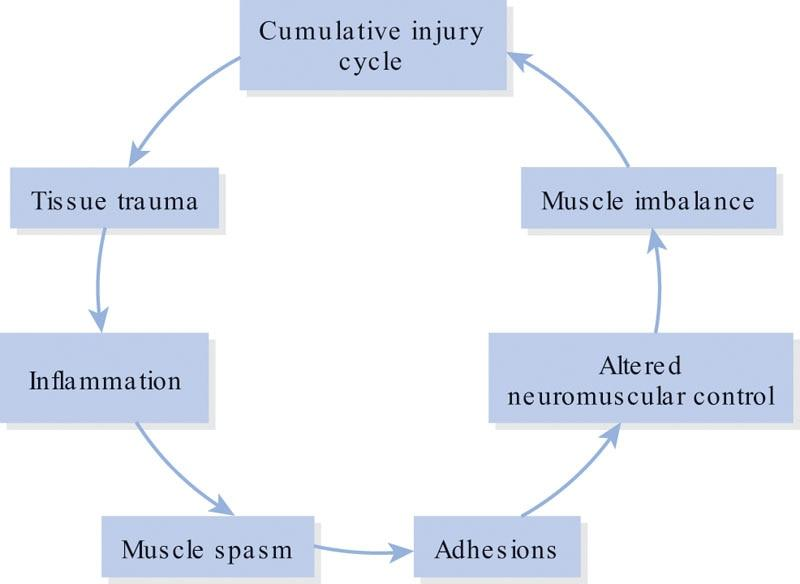 Cumulative injury
cycle
Tissue trauma
Inflammation
Muscle spasm
Adhesions
Altered
neuromuscular control
Muscle imbalance